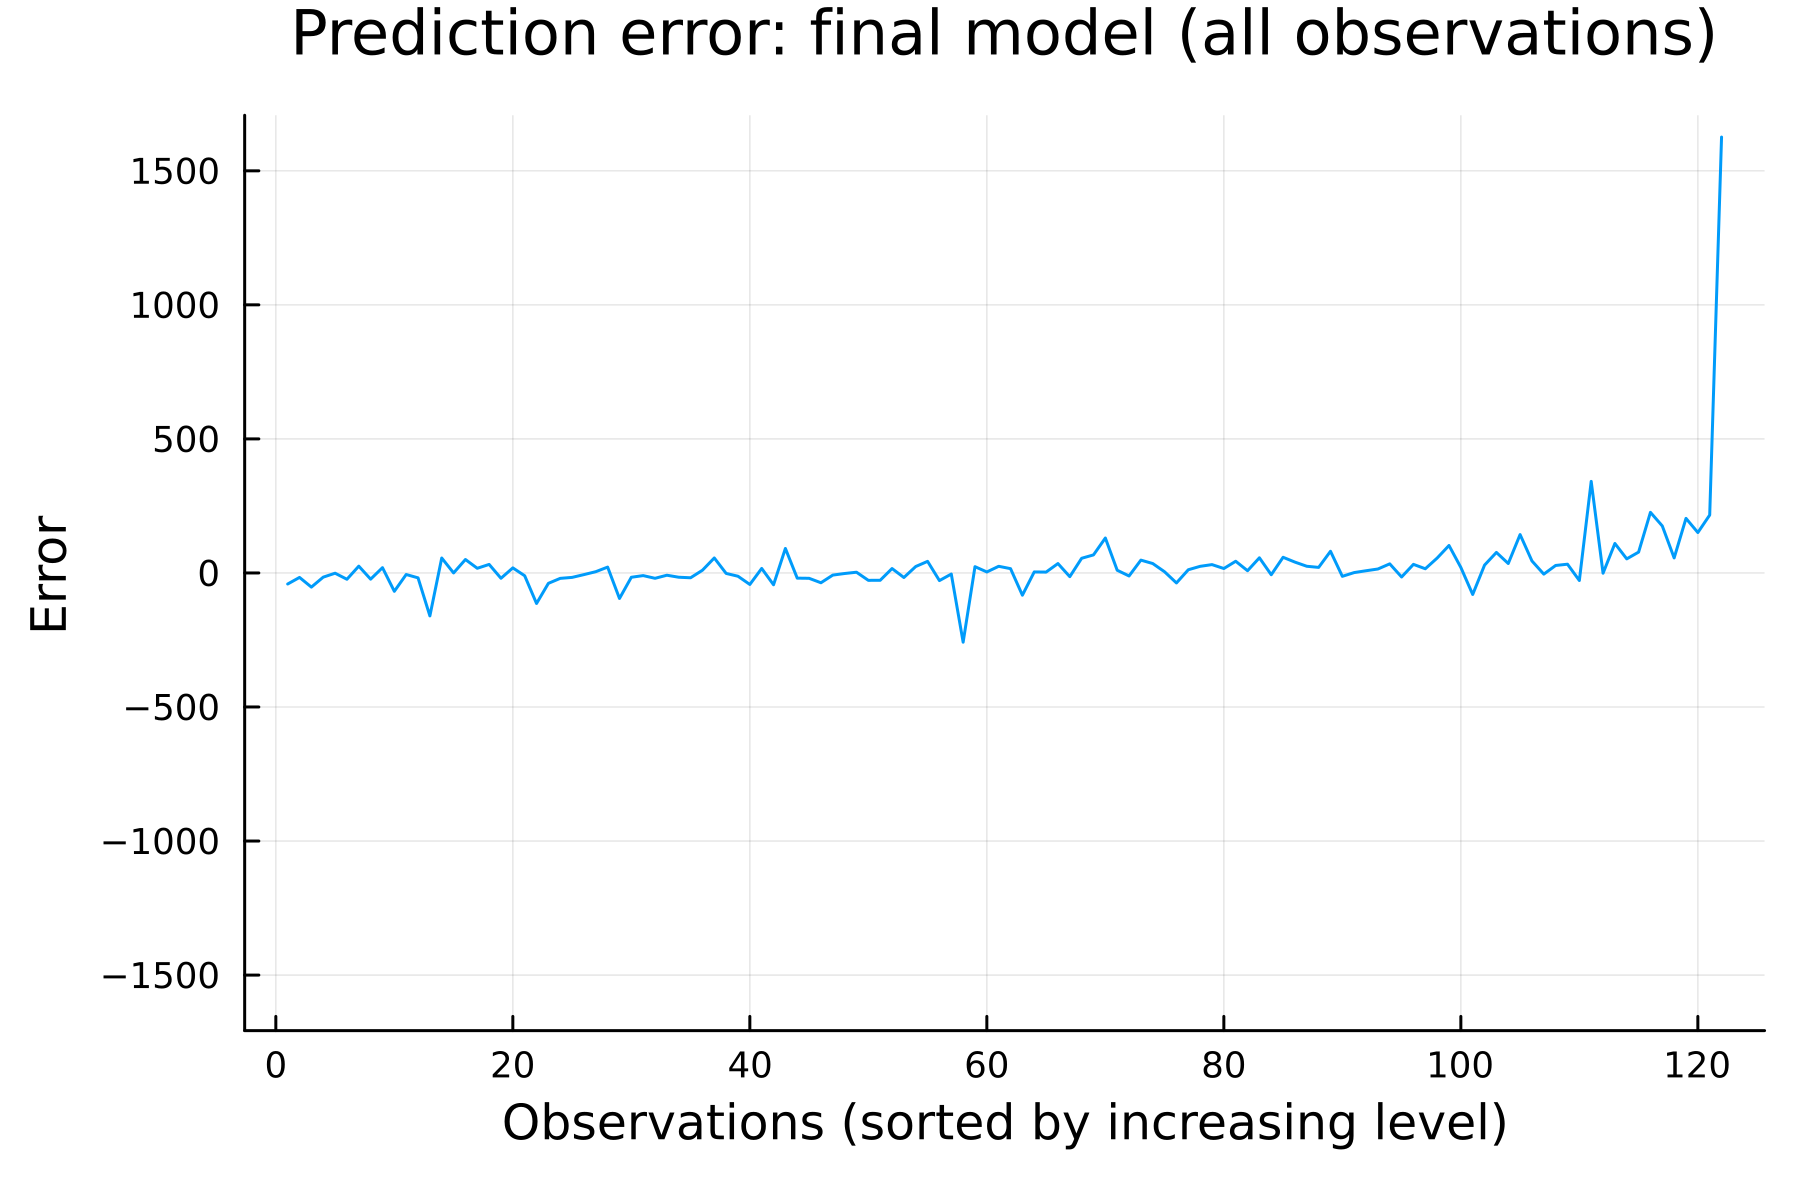 Prediction error: final model (all observations)
1500
1000
500
0
−500
−1000
−1500
Error
0 20 40 60 80 100 120
Observations (sorted by increasing level)